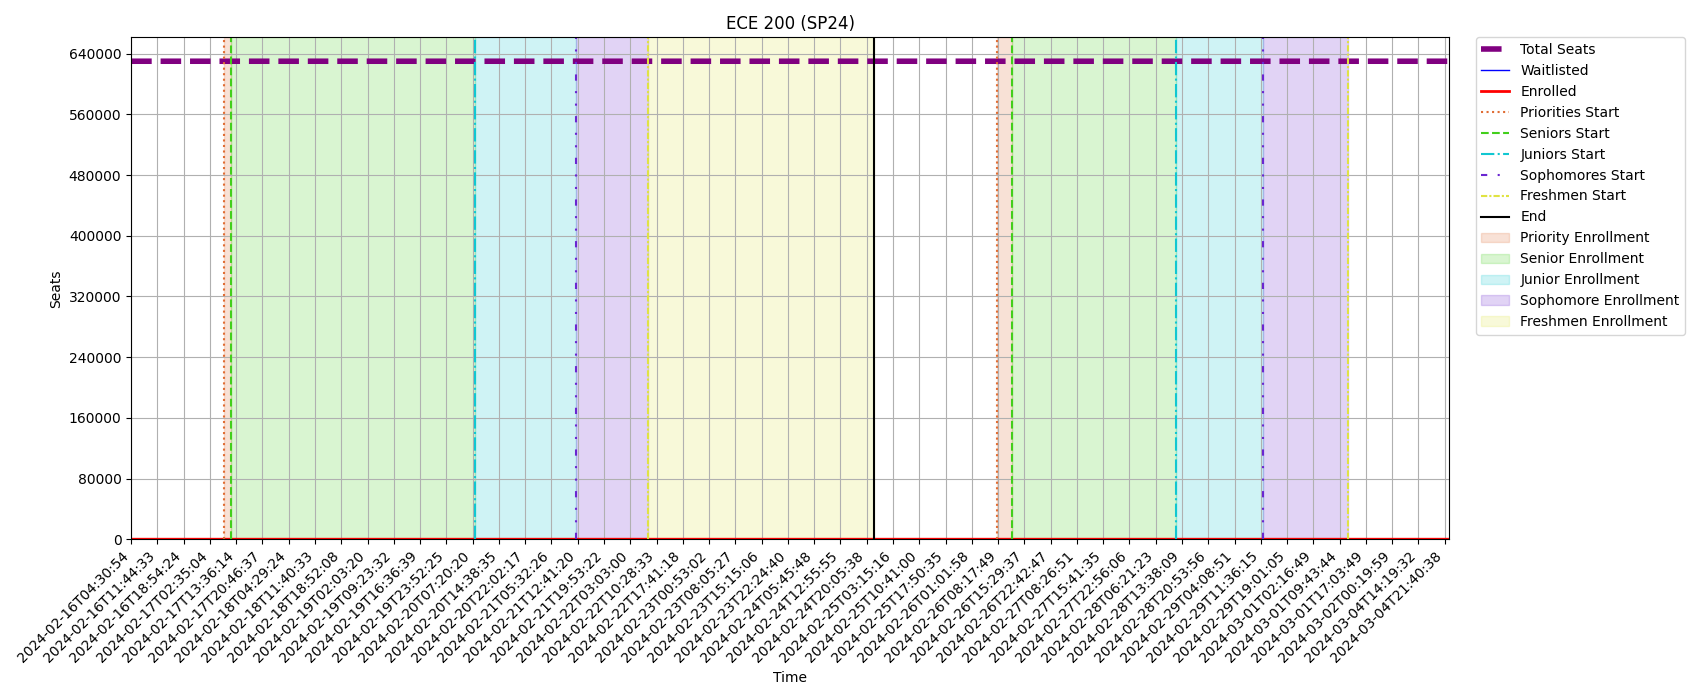 ECE 200 (SP24)
Seats
640000
560000
480000
400000
320000
240000
160000
80000
0
2024-02-16T04:30:54
2024-02-16T11:44:33
2024-02-16T18:54:24
2024-02-17T02:35:04
2024-02-17T13:36:14
2024-02-17T20:46:37
2024-02-18T04:29:24
2024-02-18T11:40:33
2024-02-18T18:52:08
2024-02-19T02:03:20
2024-02-19T09:23:32
2024-02-19T16:36:39
2024-02-19T23:52:25
2024-02-20T07:20:20
2024-02-20T14:38:35
2024-02-20T22:02:17
2024-02-21T05:32:26
2024-02-21T12:41:20
2024-02-21T19:53:22
2024-02-22T03:03:00
2024-02-22T10:28:33
2024-02-22T17:41:18
2024-02-23T00:53:02
2024-02-23T08:05:27
2024-02-23T15:15:06
2024-02-23T22:24:40
2024-02-24T05:45:48
2024-02-24T12:55:55
2024-02-24T20:05:38
2024-02-25T03:15:16
2024-02-25T10:41:00
2024-02-25T17:50:35
2024-02-26T01:01:58
2024-02-26T08:17:49
2024-02-26T15:29:37
2024-02-26T22:42:47
2024-02-27T08:26:51
2024-02-27T15:41:35
2024-02-27T22:56:06
2024-02-28T06:21:23
2024-02-28T13:38:09
2024-02-28T20:53:56
2024-02-29T04:08:51
2024-02-29T11:36:15
2024-02-29T19:01:05
2024-03-01T02:16:49
2024-03-01T09:43:44
2024-03-01T17:03:49
2024-03-02T00:19:59
2024-03-04T14:19:32
2024-03-04T21:40:38
Time
Total Seats
Waitlisted
Enrolled
Priorities Start
Seniors Start
Juniors Start
Sophomores Start
Freshmen Start
End
Priority Enrollment
Senior Enrollment
Junior Enrollment
Sophomore Enrollment
Freshmen Enrollment